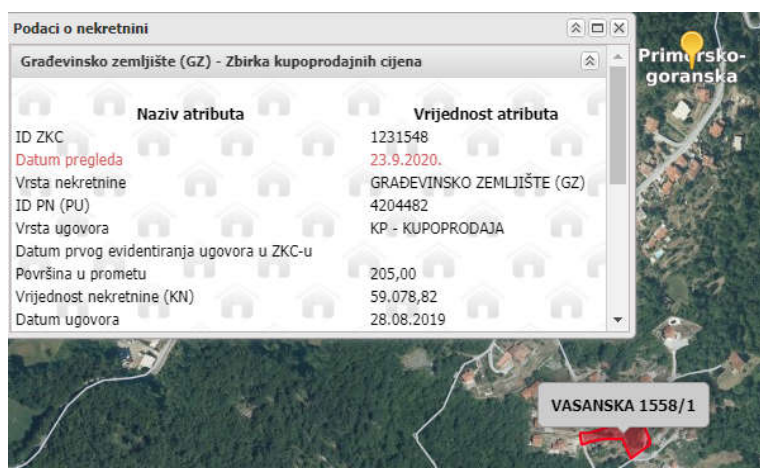 Podaci o nekretnini
Građevinsko zemljište (GZ) - Zbirka kupoprodajnih cijena
Naziv atributa Vrijednost atributa
ID ZKC 1231548
Datum pregleda 23.9.2020.
Vrsta nekretnine GRAĐEVINSKO ZEMLJIŠTE (GZ)
ID PN (PU) 4204482
Vrsta ugovora KP - KUPOPRODAJA
Datum prvog evidentiranja ugovora u ZKC-u
Površina u prometu 205,00
Vrijednost nekretnine (KN) 59.078,82
Datum ugovora 28.08.2019
Primorsko-
goranska
VASANSKA 1558/1